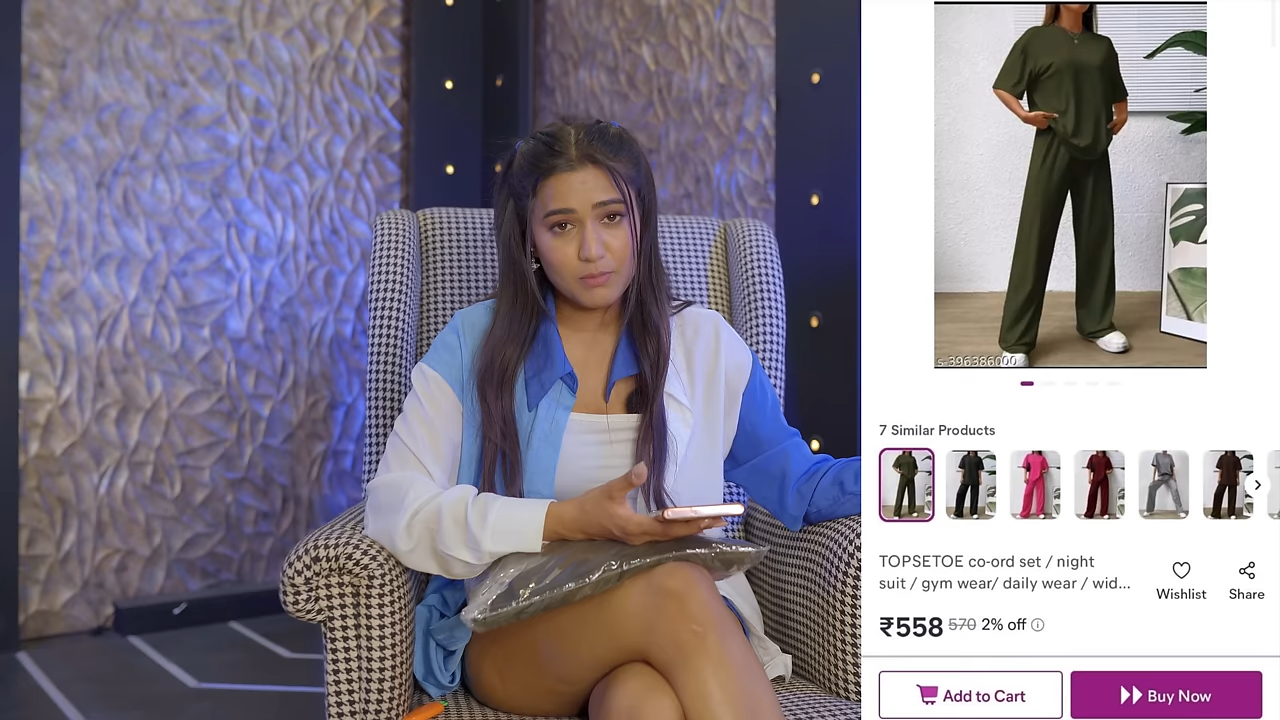 s-396386000
7 Similar Products
TOPSETOE co-ord set / night
suit / gym wear/ daily wear / wid...
Wishlist
Share
₹558 570 2% off
Add to Cart
Buy Now